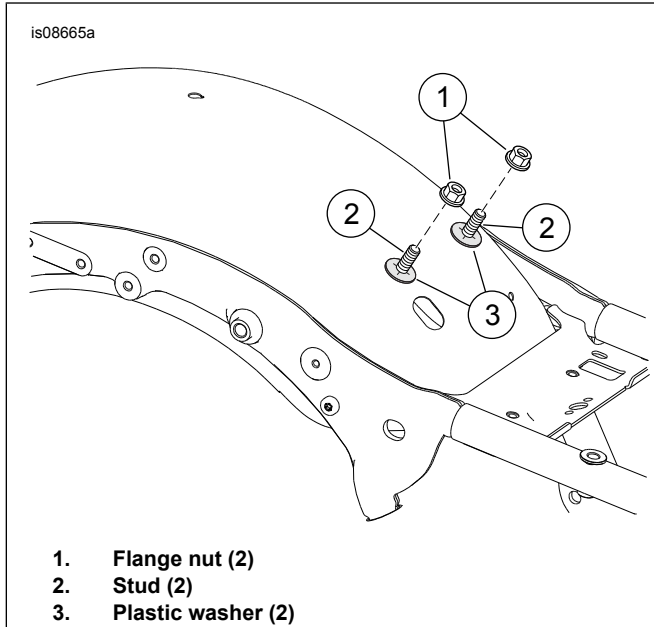 is08665a
1
2
2
3
1. Flange nut (2)
2. Stud (2)
3. Plastic washer (2)